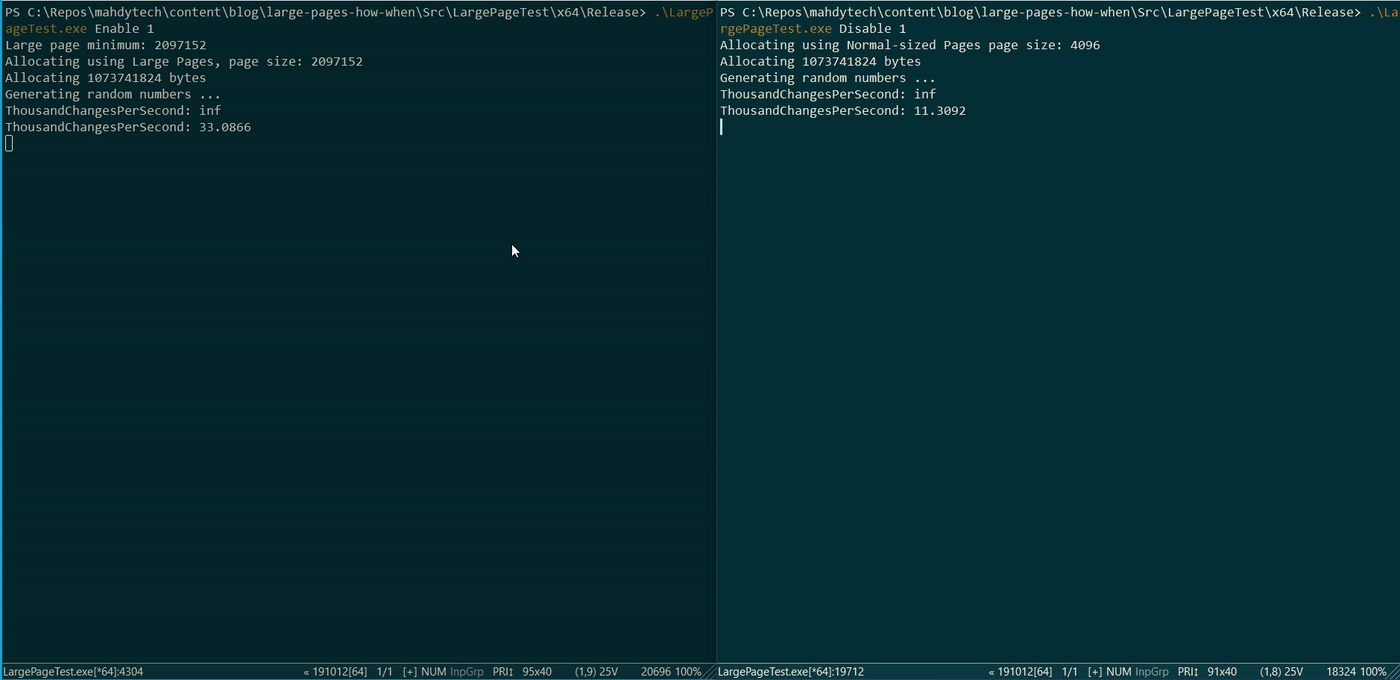 PS C:\Repos\mahdytech\content\blog\large-pages-how-when\Src\LargePageTest\x64\Release> .\LargeP
ageTest.exe Enable 1
Large page minimum: 2097152
Allocating using Large Pages, page size: 2097152
Allocating 1073741824 bytes
Generating random numbers ...
ThousandChangesPerSecond: inf
ThousandChangesPerSecond: 33.0866
LargePageTest.exe[*64]:4304 « 191012[64] 1/1 [+] NUM InpGrp PRI↕ 95x40 (1,9) 25V 20696 100%
PS C:\Repos\mahdytech\content\blog\large-pages-how-when\Src\LargePageTest\x64\Release> .\La
rgePageTest.exe Disable 1
Allocating using Normal-sized Pages page size: 4096
Allocating 1073741824 bytes
Generating random numbers ...
ThousandChangesPerSecond: inf
ThousandChangesPerSecond: 11.3092
LargePageTest.exe[*64]:19712 « 191012[64] 1/1 [+] NUM InpGrp PRI↕ 91x40 (1,8) 25V 18324 100%